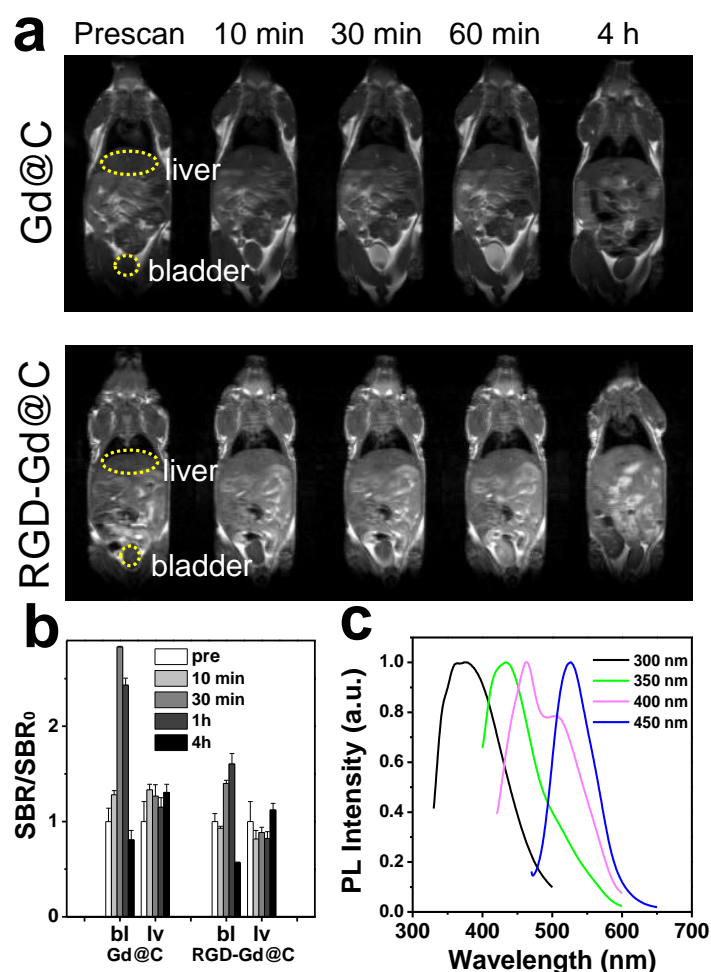 a
Prescan 10 min 30 min 60 min 4 h
Gd@C
liver
bladder
RGD-Gd@C
liver
bladder
b
SBR/SBR₀
2
1
0
pre
10 min
30 min
1h
4h
bl lv bl lv
Gd@C RGD-Gd@C
c
PL Intensity (a.u.)
1.0
0.8
0.6
0.4
0.2
0.0
300 nm
350 nm
400 nm
450 nm
300 400 500 600 700
Wavelength (nm)